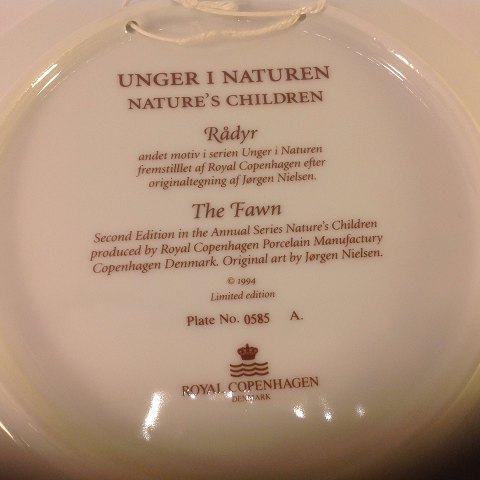 UNGER I NATUREN
NATURE'S CHILDREN
Rådyr
andet motiv i serien Unger i Naturen
fremstilllet af Royal Copenhagen efter
originaltegning af Jørgen Nielsen.
The Fawn
Second Edition in the Annual Series Nature's Children
produced by Royal Copenhagen Porcelain Manufactury
Copenhagen Denmark. Original art by Jørgen Nielsen.
© 1994
Limited edition
Plate No. 0585 A.
ROYAL COPENHAGEN
DENMARK